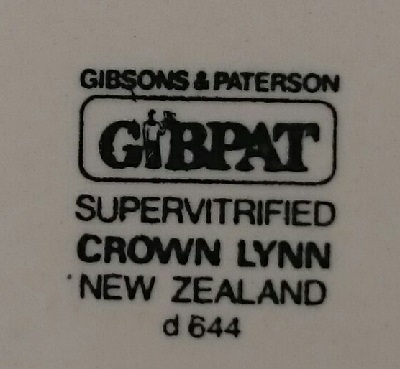 GIBSONS & PATERSON
GIBPAT
SUPERVITRIFIED
CROWN LYNN
NEW ZEALAND
d 644